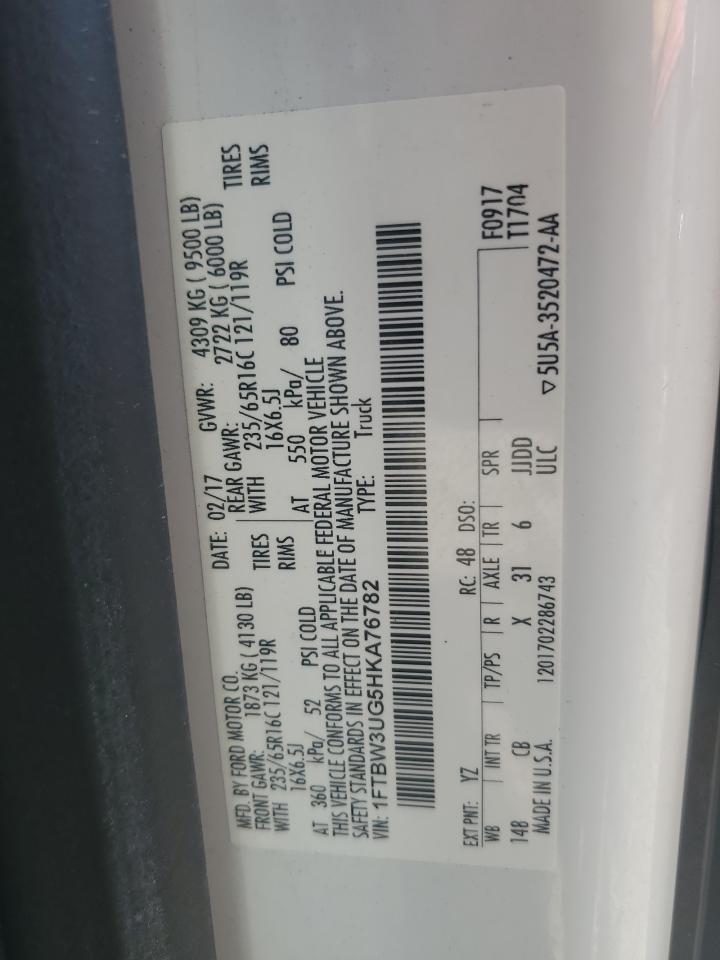 MFD. BY FORD MOTOR CO. DATE: 02/17 GVWR: 4309 KG ( 9500 LB)
FRONT GAWR: 1873 KG ( 4130 LB) REAR GAWR: 2722 KG ( 6000 LB)
WITH 235/65R16C 121/119R TIRES WITH 235/65R16C 121/119R TIRES
16X6.5J RIMS 16X6.5J RIMS
AT 360 kPa/ 52 PSI COLD AT 550 kPa/ 80 PSI COLD
THIS VEHICLE CONFORMS TO ALL APPLICABLE FEDERAL MOTOR VEHICLE
SAFETY STANDARDS IN EFFECT ON THE DATE OF MANUFACTURE SHOWN ABOVE.
VIN: 1FTBW3UG5HKA76782 TYPE: Truck
EXT PNT: YZ RC: 48 DSO: F0917
WB INT TR TP/PS R AXLE TR SPR T1704
148 CB X 31 6 JJDD
MADE IN U.S.A. 1201702286743 ULC ▽ 5U5A-3520472-AA